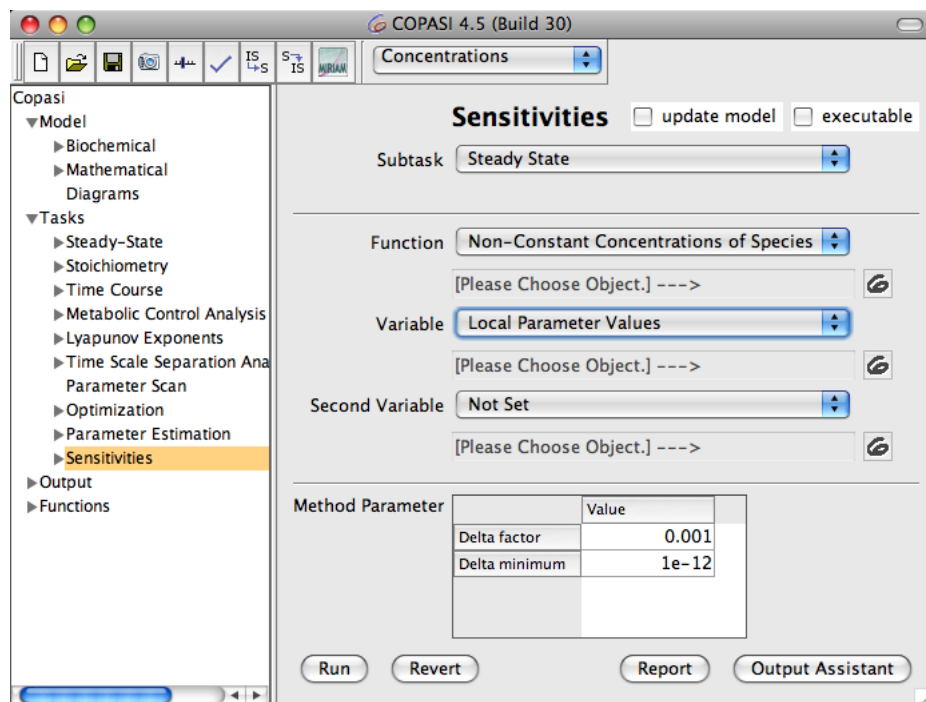 COPASI 4.5 (Build 30)
IS
S
S
IS
MIRIAM
Concentrations
Copasi
Model
Biochemical
Mathematical
Diagrams
Tasks
Steady-State
Stoichiometry
Time Course
Metabolic Control Analysis
Lyapunov Exponents
Time Scale Separation Ana
Parameter Scan
Optimization
Parameter Estimation
Sensitivities
Output
Functions
Sensitivities update model executable
Subtask Steady State
Function Non-Constant Concentrations of Species
[Please Choose Object.] --->
Variable Local Parameter Values
[Please Choose Object.] --->
Second Variable Not Set
[Please Choose Object.] --->
Method Parameter Value
Delta factor 0.001
Delta minimum 1e-12
Run Revert Report Output Assistant